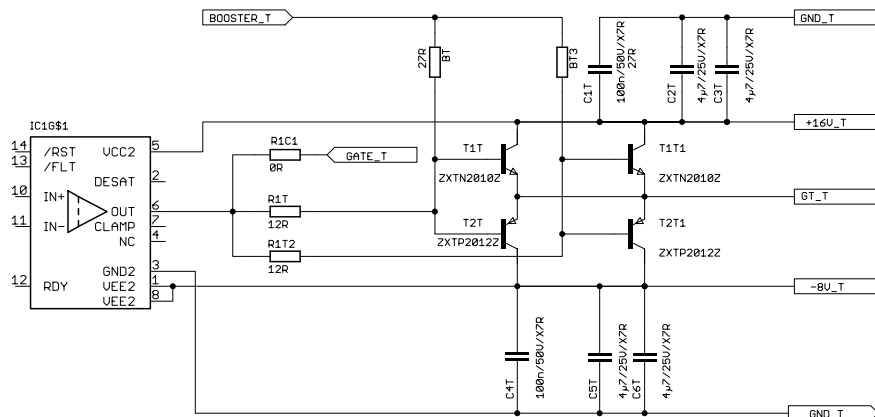 BOOSTER_T
GND_T
27R
BT
BT3
27R
C1T
100n/50V/X7R
C2T
4µ7/25V/X7R
C3T
4µ7/25V/X7R
IC1G$1
+16V_T
14
/RST
VCC2
5
13
/FLT
R1C1
0R
GATE_T
T1T
ZXTN2010Z
T1T1
ZXTN2010Z
DESAT
2
10
IN+
OUT
6
R1T
12R
GT_T
11
IN-
CLAMP
7
NC
4
T2T
ZXTP2012Z
T2T1
ZXTP2012Z
R1T2
12R
GND2
3
12
RDY
VEE2
1
VEE2
8
-8V_T
C4T
100n/50V/X7R
C5T
4µ7/25V/X7R
C6T
4µ7/25V/X7R
GND_T